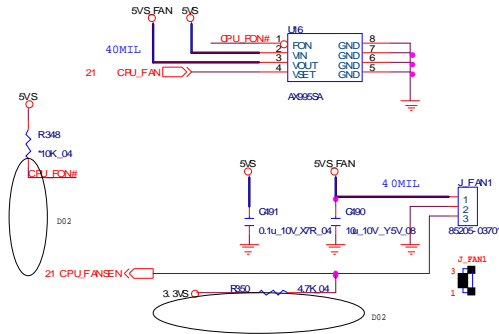 5VS_FAN 5VS
U16
CPU_FON# 1 FON GND 8
40MIL 2 VIN GND 7
3 VOUT GND 6
21 CPU_FAN 4 VSET GND 5
AX995SA
5VS
R348
*10K_04
CPU_FON#
D02
5VS 5VS_FAN
40MIL J_FAN1
C491 C490 1
2
3
0.1u_10V_X7R_04 10u_10V_Y5V_08 85205-03701
21 CPU_FANSEN
J_FAN1
3
1
3.3VS R350 4.7K_04
D02